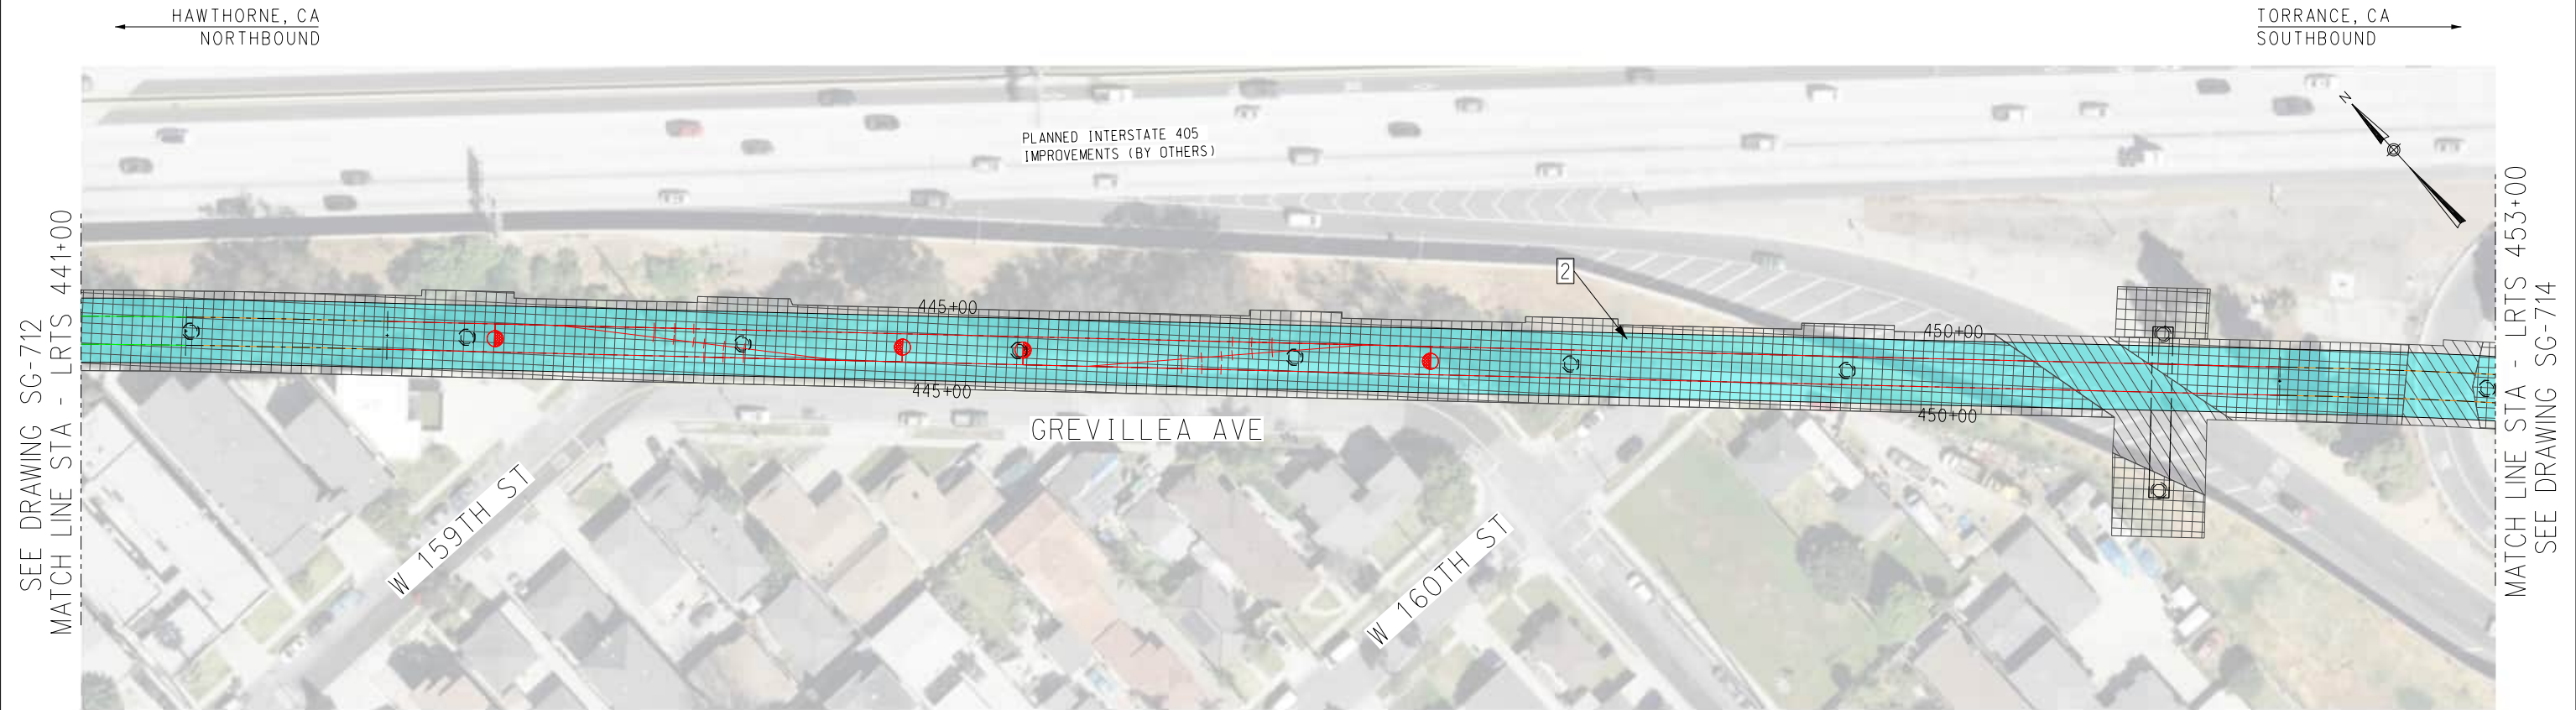 HAWTHORNE, CA
NORTHBOUND
TORRANCE, CA
SOUTHBOUND
N
PLANNED INTERSTATE 405
IMPROVEMENTS (BY OTHERS)
SEE DRAWING SG-712
MATCH LINE STA - LRTS 441+00
2
445+00
450+00
445+00
450+00
GREVILLEA AVE
W 159TH ST
W 160TH ST
MATCH LINE STA - LRTS 453+00
SEE DRAWING SG-714